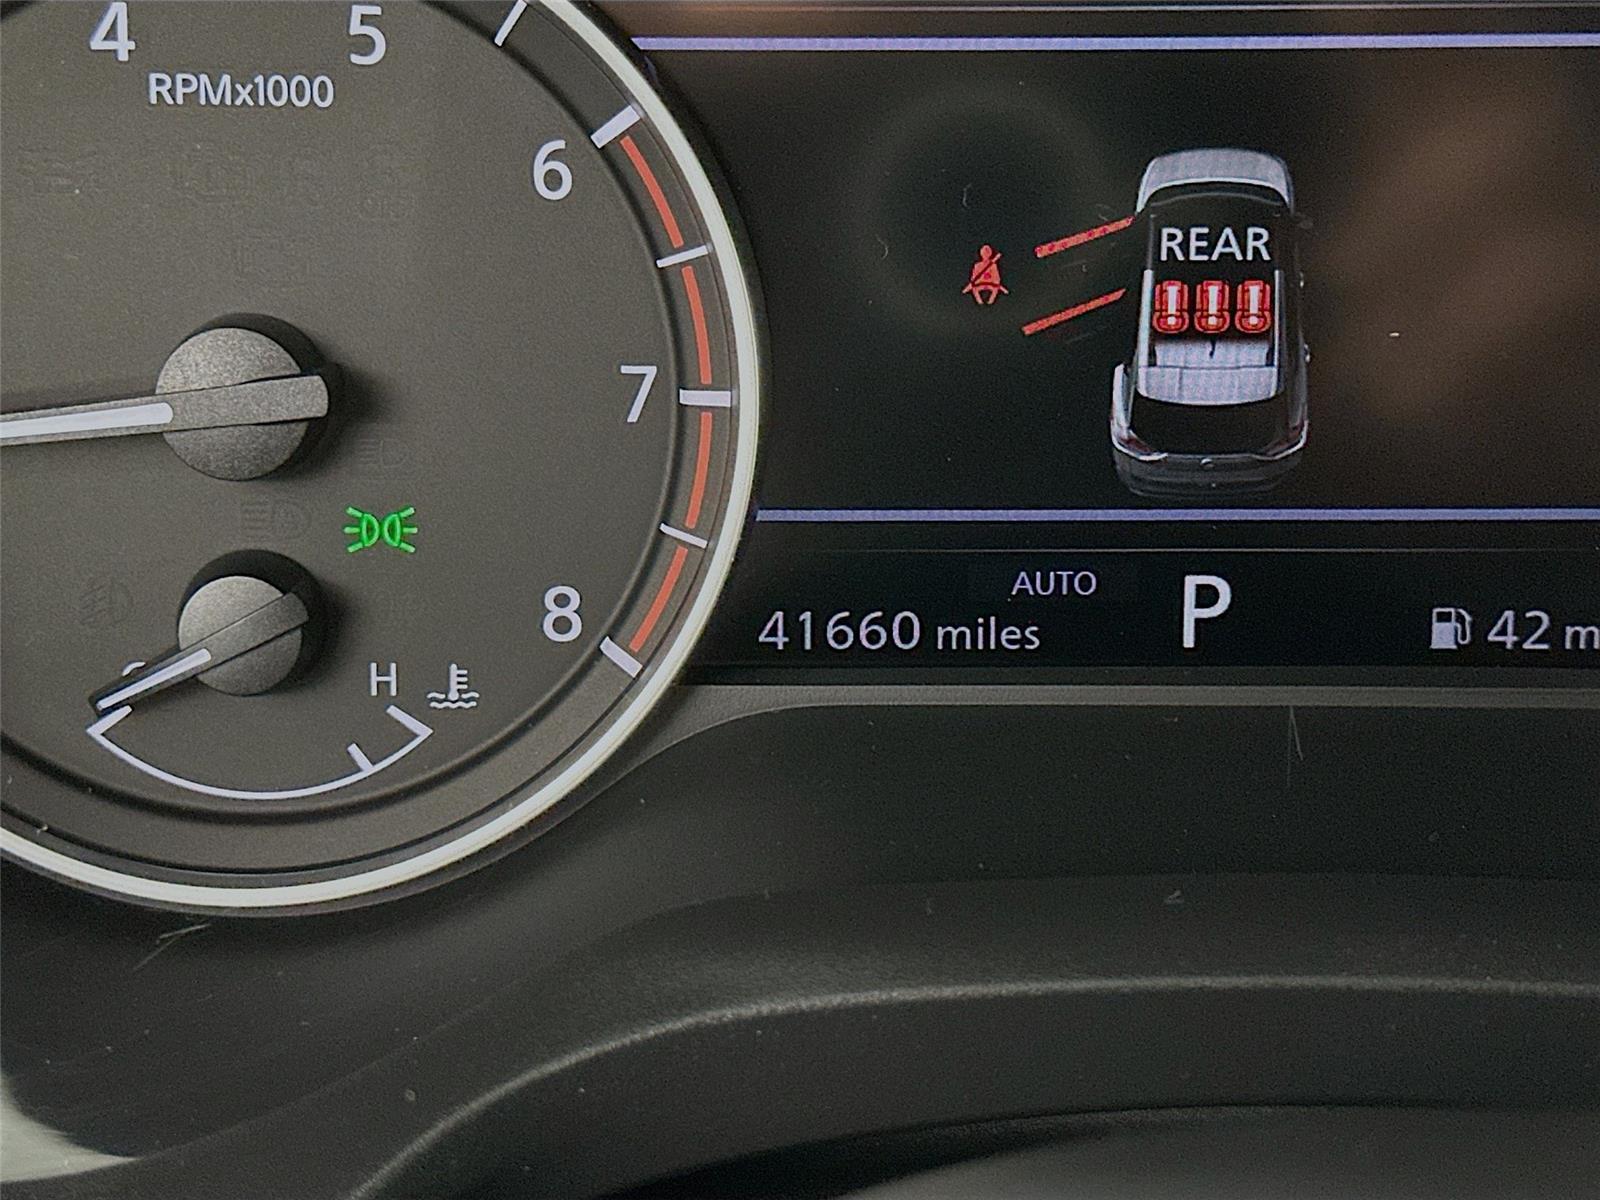 4 5
RPMx1000
6
7
8
H
REAR
AUTO
41660 miles
P
42 m